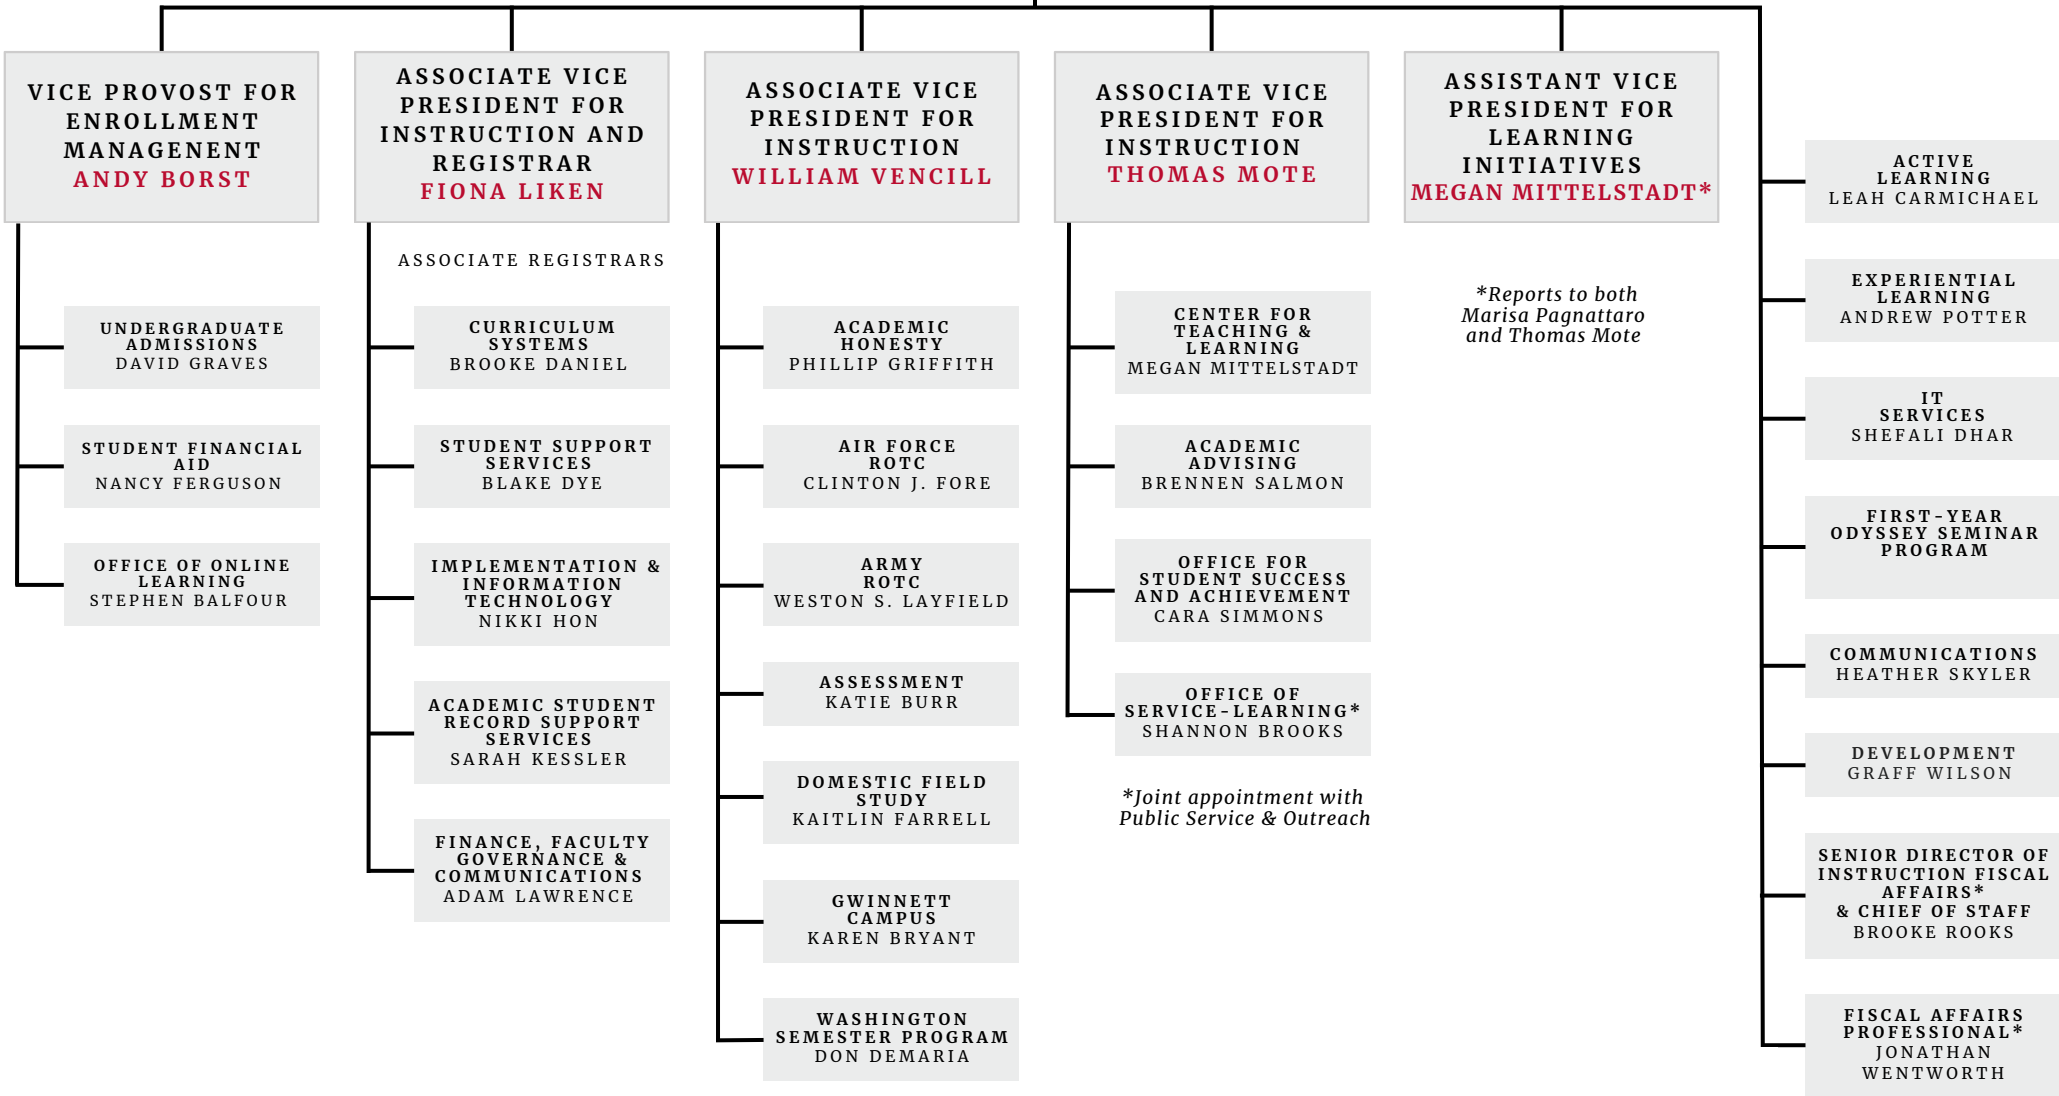 VICE PROVOST FOR
ENROLLMENT
MANAGENENT
ANDY BORST
UNDERGRADUATE
ADMISSIONS
DAVID GRAVES
STUDENT FINANCIAL
AID
NANCY FERGUSON
OFFICE OF ONLINE
LEARNING
STEPHEN BALFOUR
ASSOCIATE VICE
PRESIDENT FOR
INSTRUCTION AND
REGISTRAR
FIONA LIKEN
ASSOCIATE REGISTRARS
CURRICULUM
SYSTEMS
BROOKE DANIEL
STUDENT SUPPORT
SERVICES
BLAKE DYE
IMPLEMENTATION &
INFORMATION
TECHNOLOGY
NIKKI HON
ACADEMIC STUDENT
RECORD SUPPORT
SERVICES
SARAH KESSLER
FINANCE, FACULTY
GOVERNANCE &
COMMUNICATIONS
ADAM LAWRENCE
ASSOCIATE VICE
PRESIDENT FOR
INSTRUCTION
WILLIAM VENCILL
ACADEMIC
HONESTY
PHILLIP GRIFFITH
AIR FORCE
ROTC
CLINTON J. FORE
ARMY
ROTC
WESTON S. LAYFIELD
ASSESSMENT
KATIE BURR
DOMESTIC FIELD
STUDY
KAITLIN FARRELL
GWINNETT
CAMPUS
KAREN BRYANT
WASHINGTON
SEMESTER PROGRAM
DON DEMARIA
ASSOCIATE VICE
PRESIDENT FOR
INSTRUCTION
THOMAS MOTE
CENTER FOR
TEACHING &
LEARNING
MEGAN MITTELSTADT
ACADEMIC
ADVISING
BRENNEN SALMON
OFFICE FOR
STUDENT SUCCESS
AND ACHIEVEMENT
CARA SIMMONS
OFFICE OF
SERVICE-LEARNING*
SHANNON BROOKS
*Joint appointment with
Public Service & Outreach
ASSISTANT VICE
PRESIDENT FOR
LEARNING
INITIATIVES
MEGAN MITTELSTADT*
*Reports to both
Marisa Pagnattaro
and Thomas Mote
ACTIVE
LEARNING
LEAH CARMICHAEL
EXPERIENTIAL
LEARNING
ANDREW POTTER
IT
SERVICES
SHEFALI DHAR
FIRST-YEAR
ODYSSEY SEMINAR
PROGRAM
COMMUNICATIONS
HEATHER SKYLER
DEVELOPMENT
GRAFF WILSON
SENIOR DIRECTOR OF
INSTRUCTION FISCAL
AFFAIRS*
& CHIEF OF STAFF
BROOKE ROOKS
FISCAL AFFAIRS
PROFESSIONAL*
JONATHAN
WENTWORTH